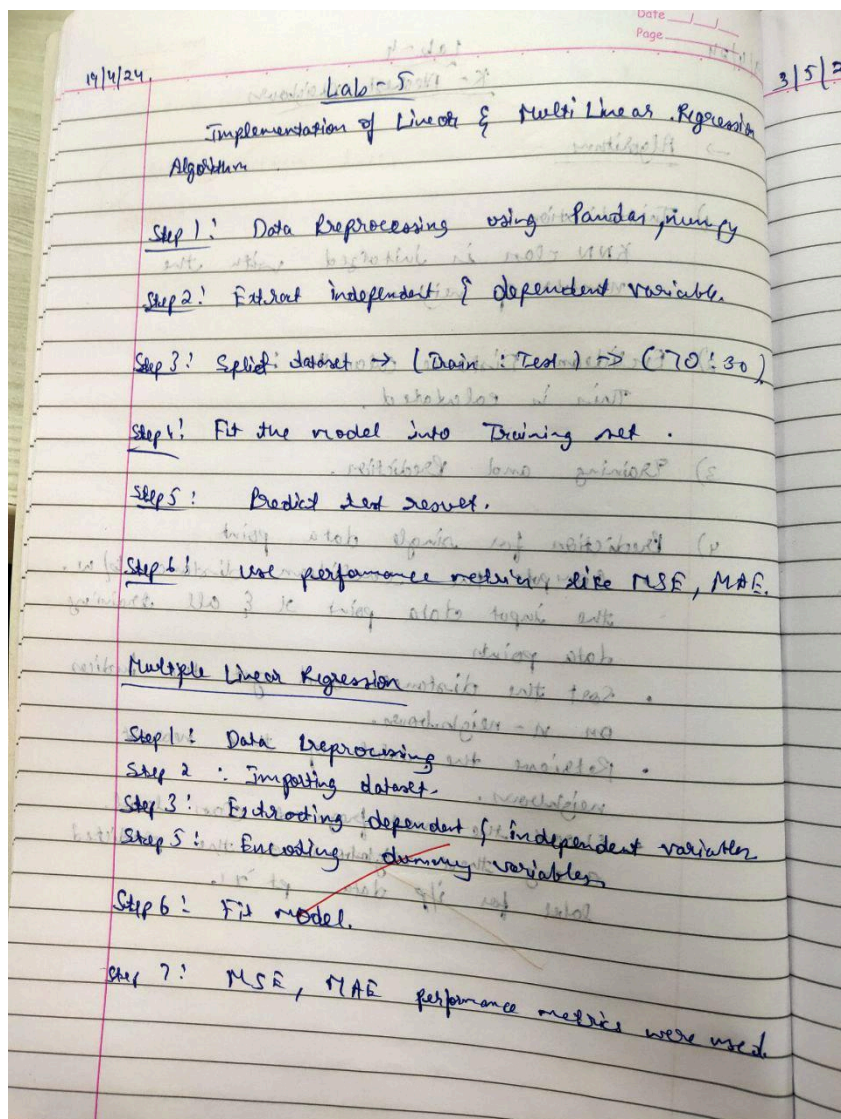 Date
Page
19/4/24
3/5/2
Lab - 5
Implementation of Linear & Multi Linear Regression
Algorithm
Step 1: Data Preprocessing using Pandas, numpy
Step 2: Extract independent & dependent variable.
Step 3: Split dataset → (Train : Test) → (70 : 30)
Step 4: Fit the model into Training set.
Step 5: Predict test result.
Step 6: use performance metrics like MSE, MAE.
Multiple Linear Regression
Step 1: Data Preprocessing
Step 2: Importing dataset.
Step 3: Extracting dependent & independent variables
Step 5: Encoding dummy variables
Step 6: Fit model.
Step 7: MSE, MAE performance metrics were used.